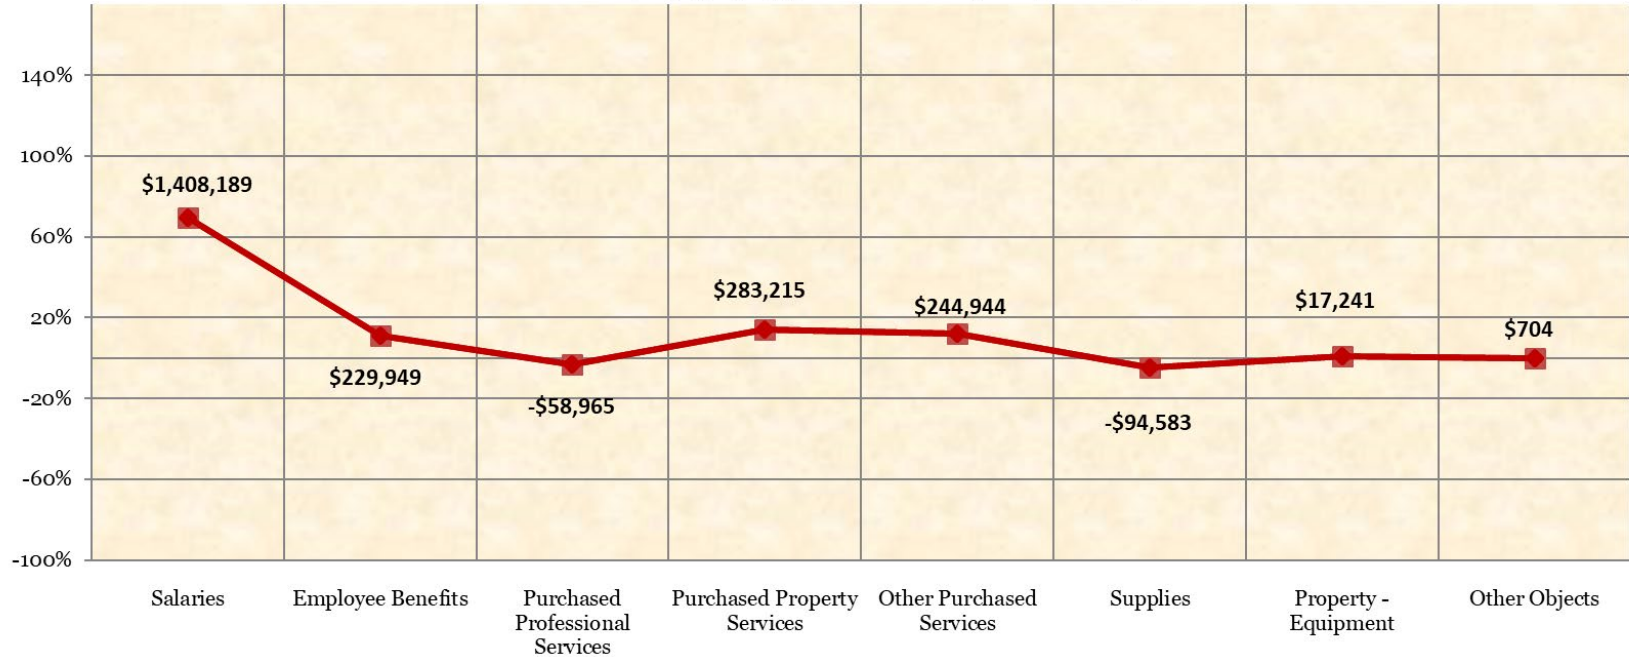 140%
100%
60%
20%
-20%
-60%
-100%
$1,408,189
$229,949
-$58,965
$283,215
$244,944
-$94,583
$17,241
$704
Salaries
Employee Benefits
Purchased
Professional
Services
Purchased Property
Services
Other Purchased
Services
Supplies
Property -
Equipment
Other Objects